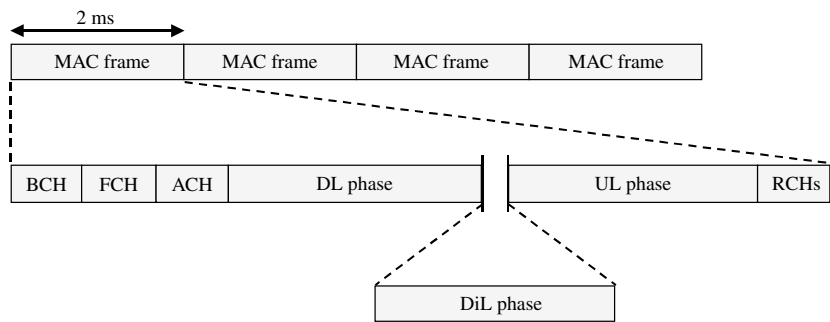 2 ms
MAC frame MAC frame MAC frame MAC frame
BCH FCH ACH DL phase UL phase RCHs
DiL phase